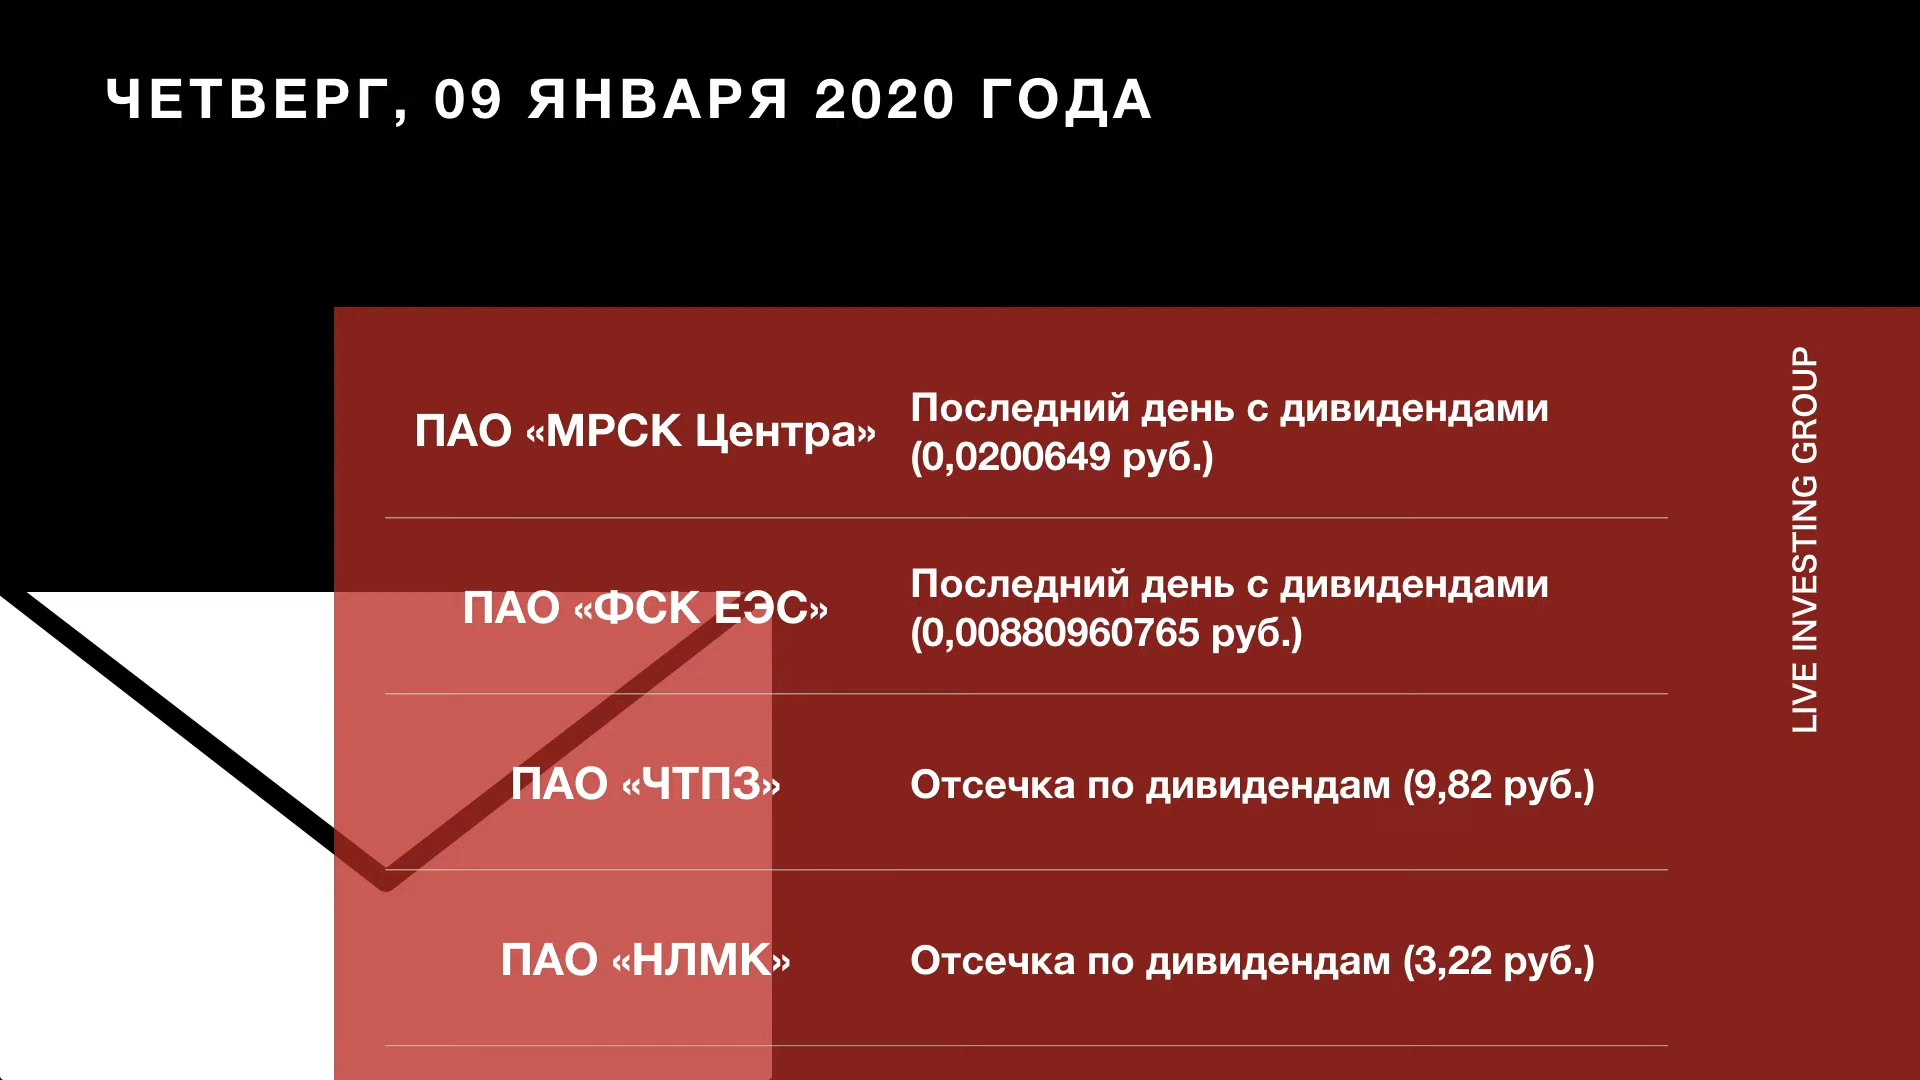 ЧЕТВЕРГ, 09 ЯНВАРЯ 2020 ГОДА
ПАО «МРСК Центра»
Последний день с дивидендами
(0,0200649 руб.)
ПАО «ФСК ЕЭС»
Последний день с дивидендами
(0,00880960765 руб.)
ПАО «ЧТПЗ»
Отсечка по дивидендам (9,82 руб.)
ПАО «НЛМК»
Отсечка по дивидендам (3,22 руб.)
LIVE INVESTING GROUP